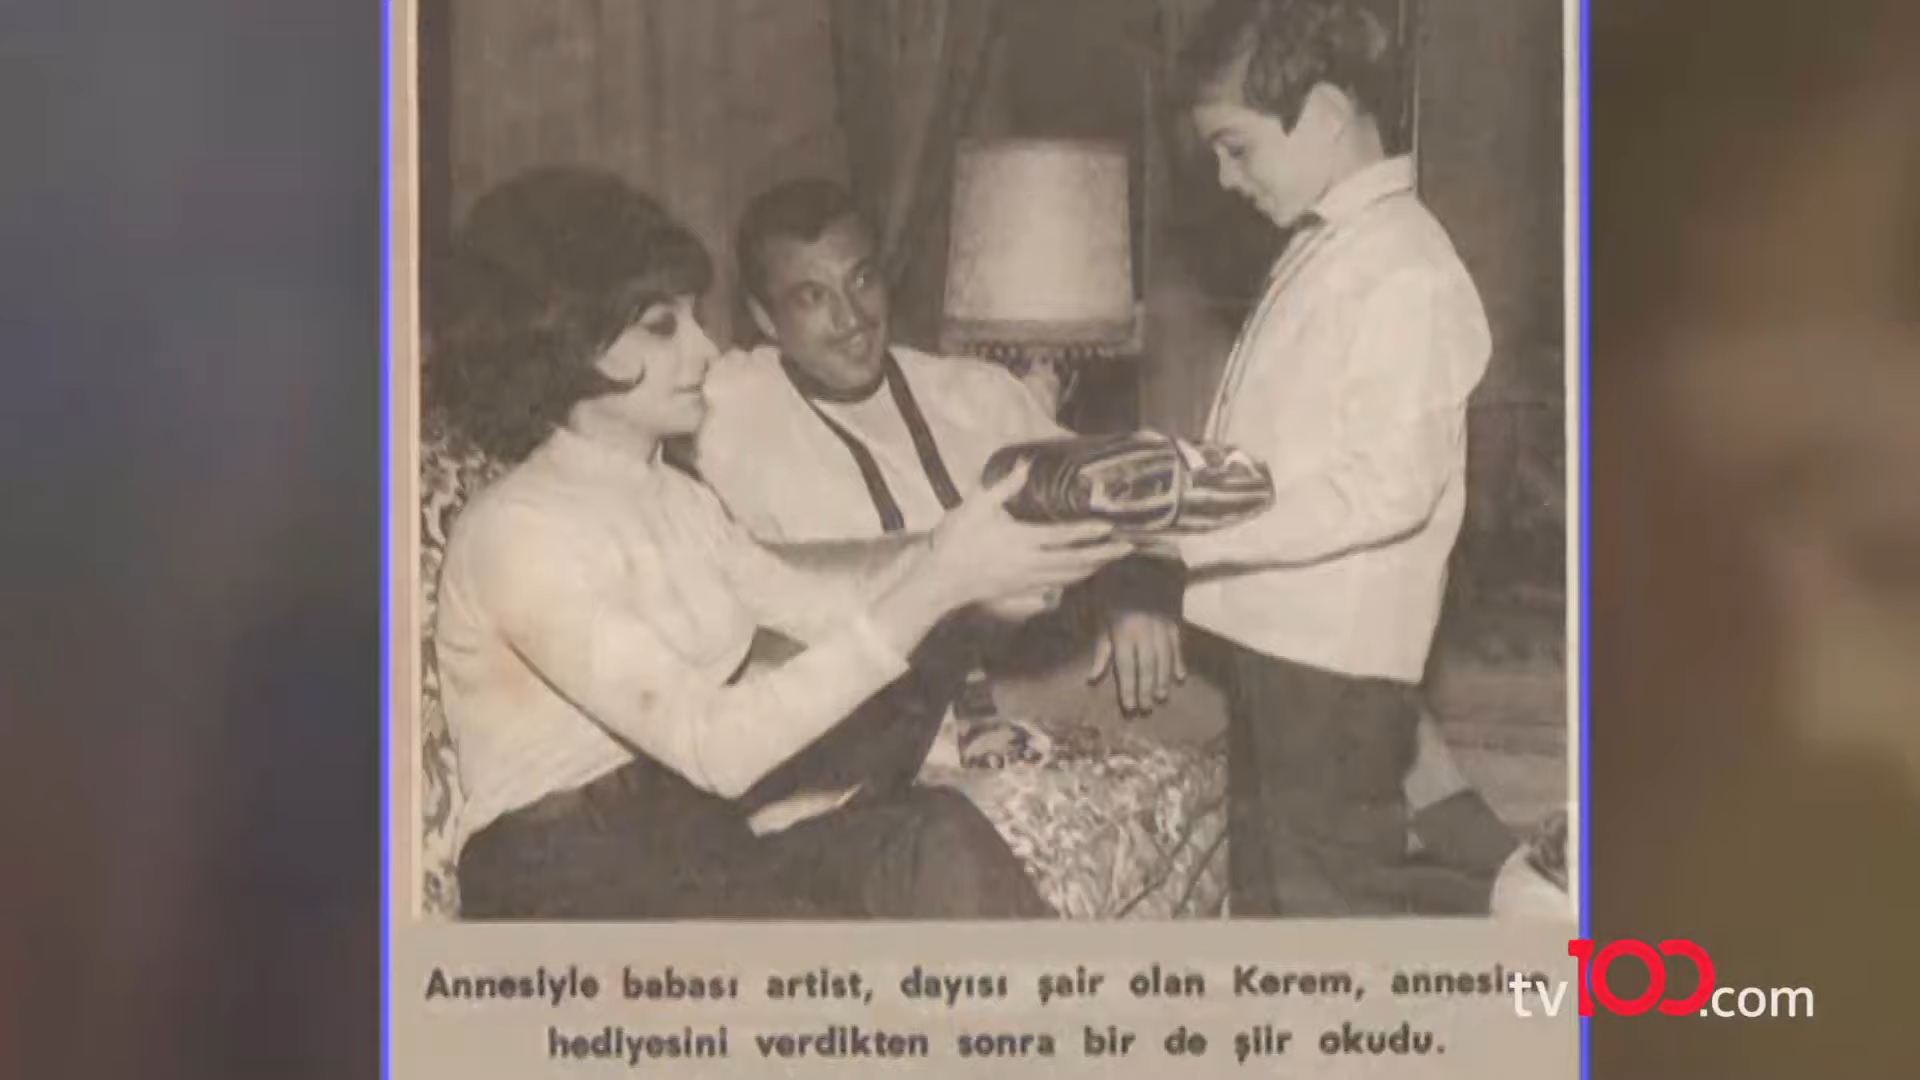 Annesiyle babası artist, dayısı şair olan Kerem, annesine
hediyesini verdikten sonra bir de şiir okudu.
tv100.com